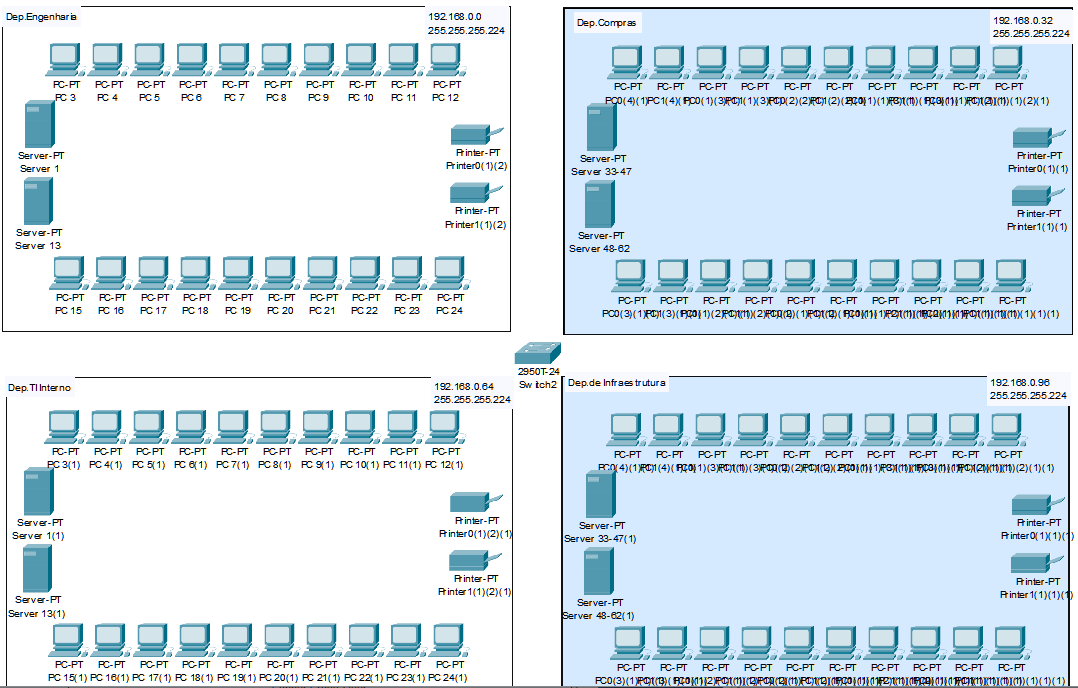 Dep.Engenharia
192.168.0.0
255.255.255.224
PC-PT PC-PT PC-PT PC-PT PC-PT PC-PT PC-PT PC-PT PC-PT PC-PT
PC 3 PC 4 PC 5 PC 6 PC 7 PC 8 PC 9 PC 10 PC 11 PC 12
Server-PT
Server 1
Printer-PT
Printer0(1)(2)
Server-PT
Server 13
Printer-PT
Printer1(1)(2)
PC-PT PC-PT PC-PT PC-PT PC-PT PC-PT PC-PT PC-PT PC-PT PC-PT
PC 15 PC 16 PC 17 PC 18 PC 19 PC 20 PC 21 PC 22 PC 23 PC 24
Dep.Compras
192.168.0.32
255.255.255.224
PC-PT PC-PT PC-PT PC-PT PC-PT PC-PT PC-PT PC-PT PC-PT PC-PT
PC0(4)(1)
Server-PT
Server 33-47
Printer-PT
Printer0(1)(1)
Server-PT
Server 48-62
Printer-PT
Printer1(1)(1)
PC-PT PC-PT PC-PT PC-PT PC-PT PC-PT PC-PT PC-PT PC-PT PC-PT
2950T-24
Switch2
Dep.TI Interno
192.168.0.64
255.255.255.224
PC-PT PC-PT PC-PT PC-PT PC-PT PC-PT PC-PT PC-PT PC-PT PC-PT
PC 3(1) PC 4(1) PC 5(1) PC 6(1) PC 7(1) PC 8(1) PC 9(1) PC 10(1) PC 11(1) PC 12(1)
Server-PT
Server 1(1)
Printer-PT
Printer0(1)(2)(1)
Server-PT
Server 13(1)
Printer-PT
Printer1(1)(2)(1)
PC-PT PC-PT PC-PT PC-PT PC-PT PC-PT PC-PT PC-PT PC-PT PC-PT
PC 15(1) PC 16(1) PC 17(1) PC 18(1) PC 19(1) PC 20(1) PC 21(1) PC 22(1) PC 23(1) PC 24(1)
Dep.de Infraestrutura
192.168.0.96
255.255.255.224
PC-PT PC-PT PC-PT PC-PT PC-PT PC-PT PC-PT PC-PT PC-PT PC-PT
Server-PT
Server 33-47(1)
Printer-PT
Printer0(1)(1)(1)
Server-PT
Server 48-62(1)
Printer-PT
Printer1(1)(1)(1)
PC-PT PC-PT PC-PT PC-PT PC-PT PC-PT PC-PT PC-PT PC-PT PC-PT